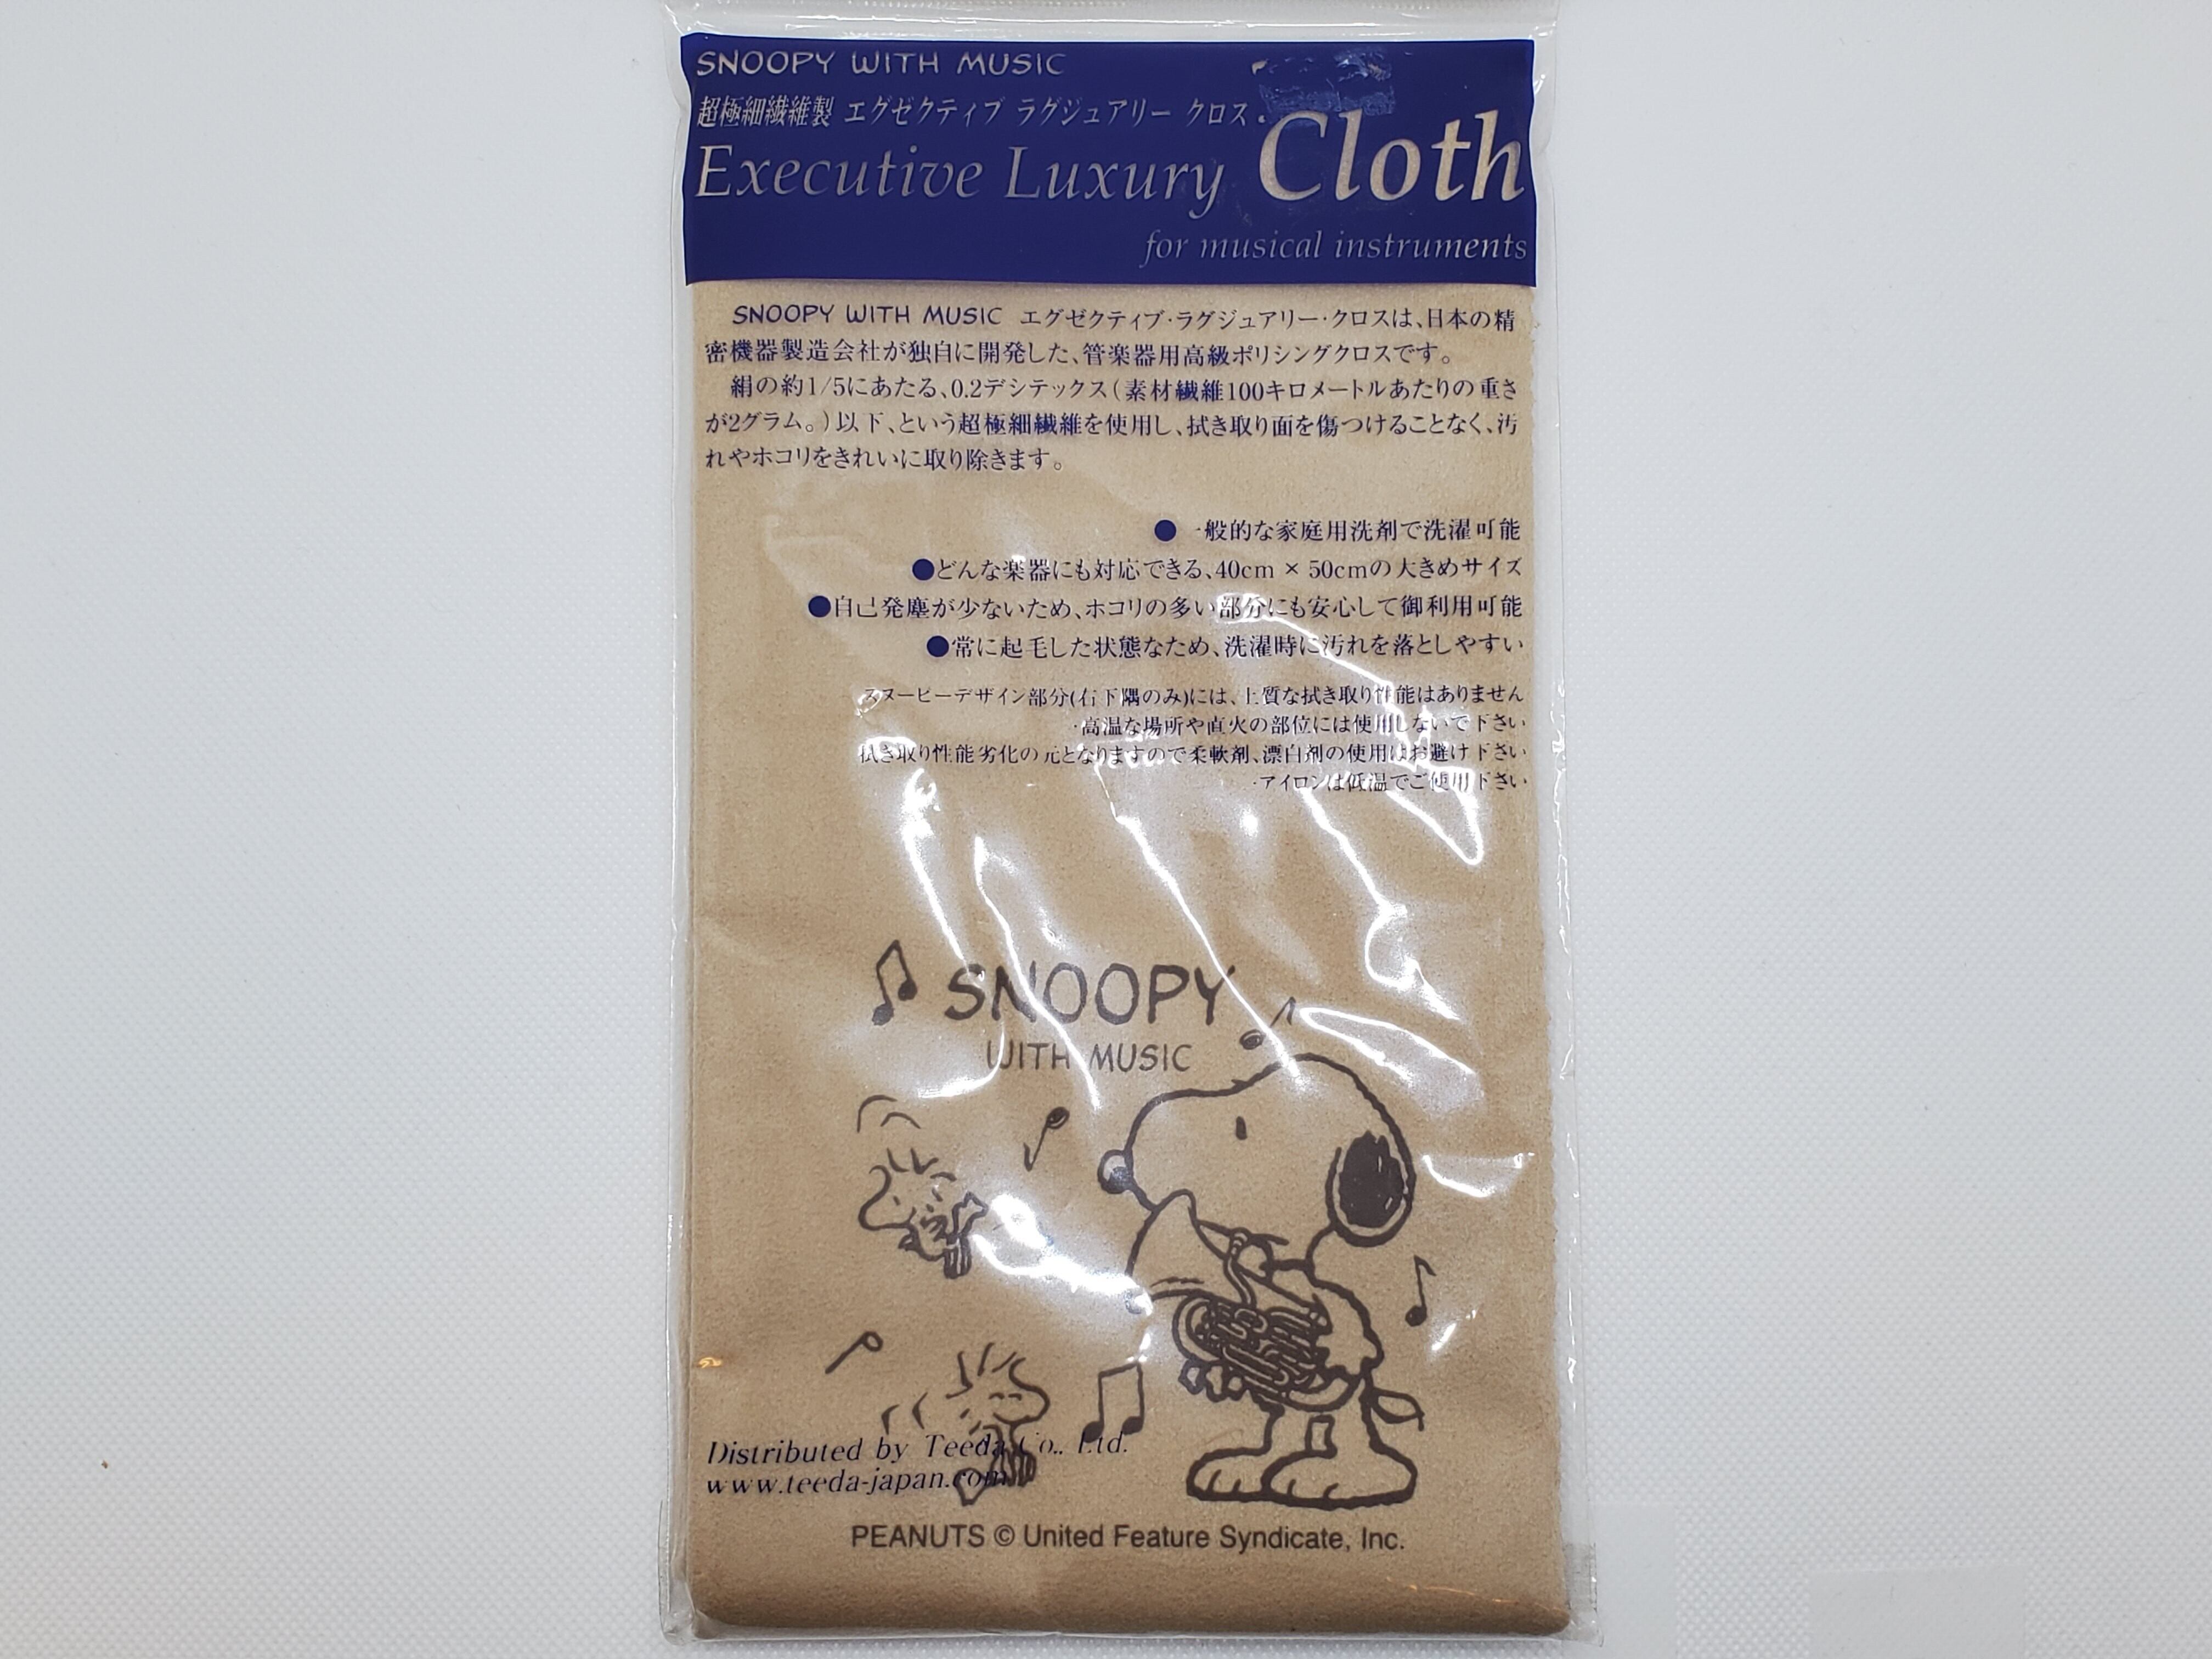 SNOOPY WITH MUSIC
超極細繊維製 エグゼクティブ ラグジュアリー クロス
Executive Luxury Cloth
for musical instruments
SNOOPY WITH MUSIC エグゼクティブ・ラグジュアリー・クロスは、日本の精
密機器製造会社が独自に開発した、管楽器用高級ポリシングクロスです。
絹の約1/5にあたる、0.2デシテックス(素材繊維100キロメートルあたりの重さ
が2グラム。)以下、という超極細繊維を使用し、拭き取り面を傷つけることなく、汚
れやホコリをきれいに取り除きます。
●一般的な家庭用洗剤で洗濯可能
●どんな楽器にも対応できる、40cm × 50cmの大きめサイズ
●自己発塵が少ないため、ホコリの多い部分にも安心して御利用可能
●常に起毛した状態なため、洗濯時に汚れを落としやすい
スヌーピーデザイン部分(右下隅のみ)には、上質な拭き取り性能はありません
・高温な場所や直火の部位には使用しないで下さい
拭き取り性能劣化の元となりますので柔軟剤、漂白剤の使用はお避け下さい
・アイロンは低温でご使用下さい
SNOOPY
WITH MUSIC
Distributed by Teeda Co., Ltd.
www.teeda-japan.com
PEANUTS © United Feature Syndicate, Inc.